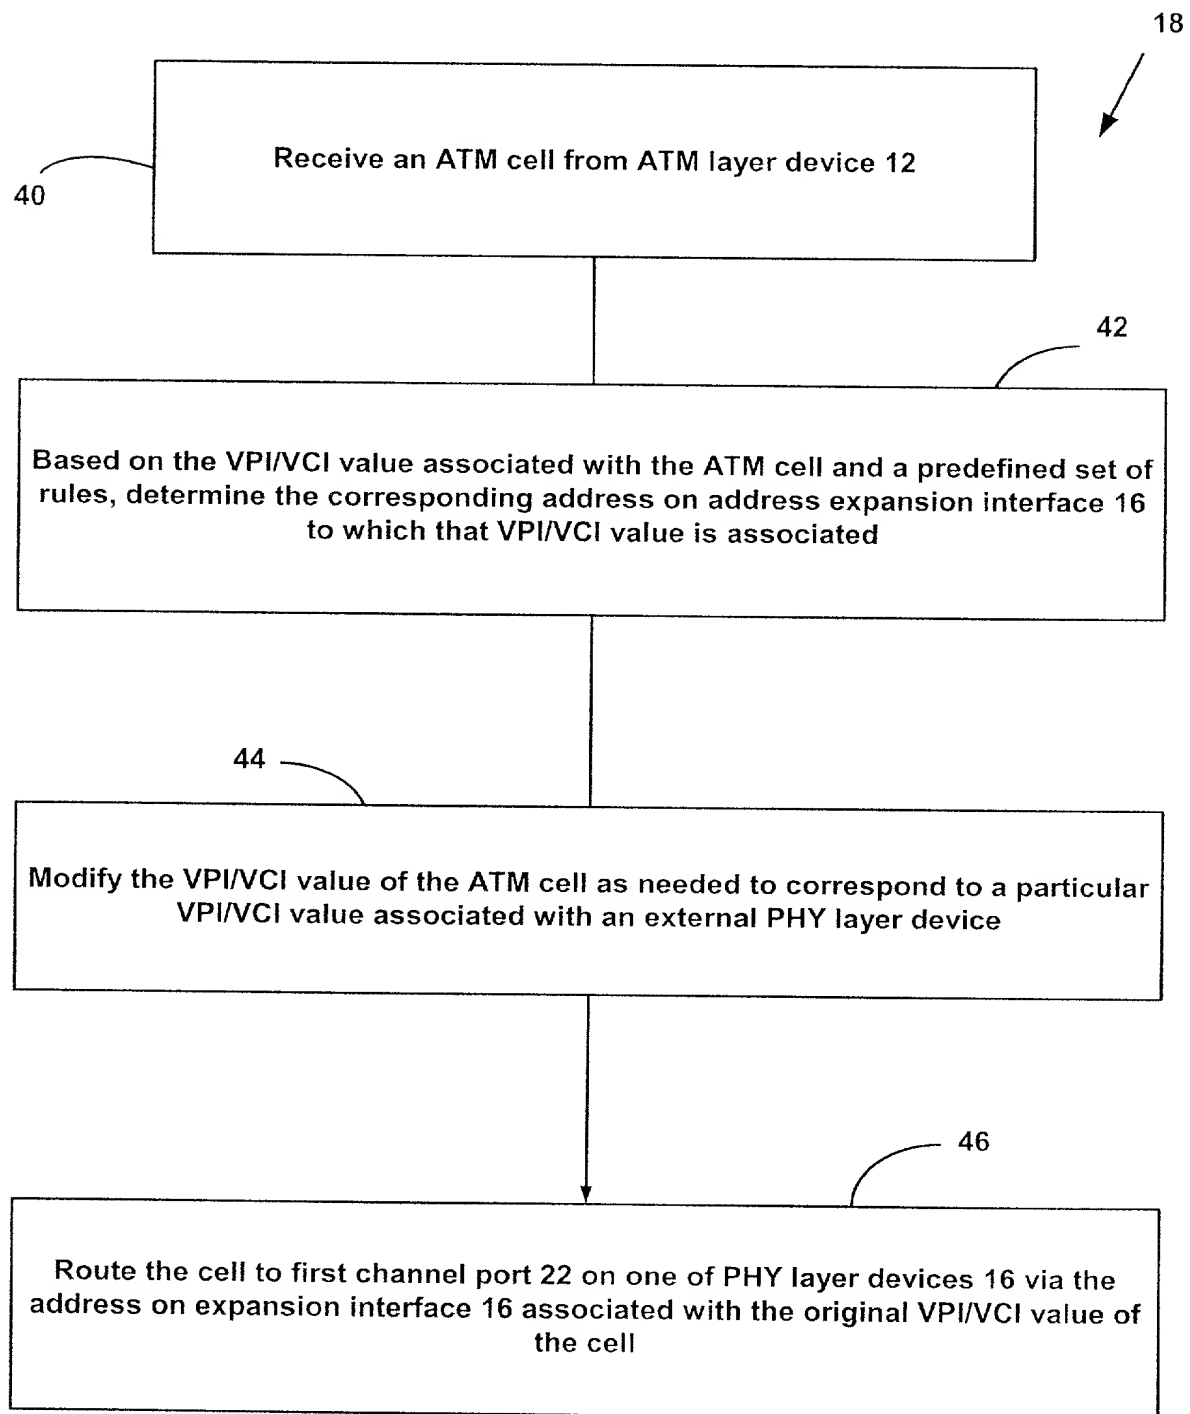 18
Receive an ATM cell from ATM layer device 12
40
42
Based on the VPI/VCI value associated with the ATM cell and a predefined set of
rules, determine the corresponding address on address expansion interface 16
to which that VPI/VCI value is associated
44
Modify the VPI/VCI value of the ATM cell as needed to correspond to a particular
VPI/VCI value associated with an external PHY layer device
46
Route the cell to first channel port 22 on one of PHY layer devices 16 via the
address on expansion interface 16 associated with the original VPI/VCI value of
the cell